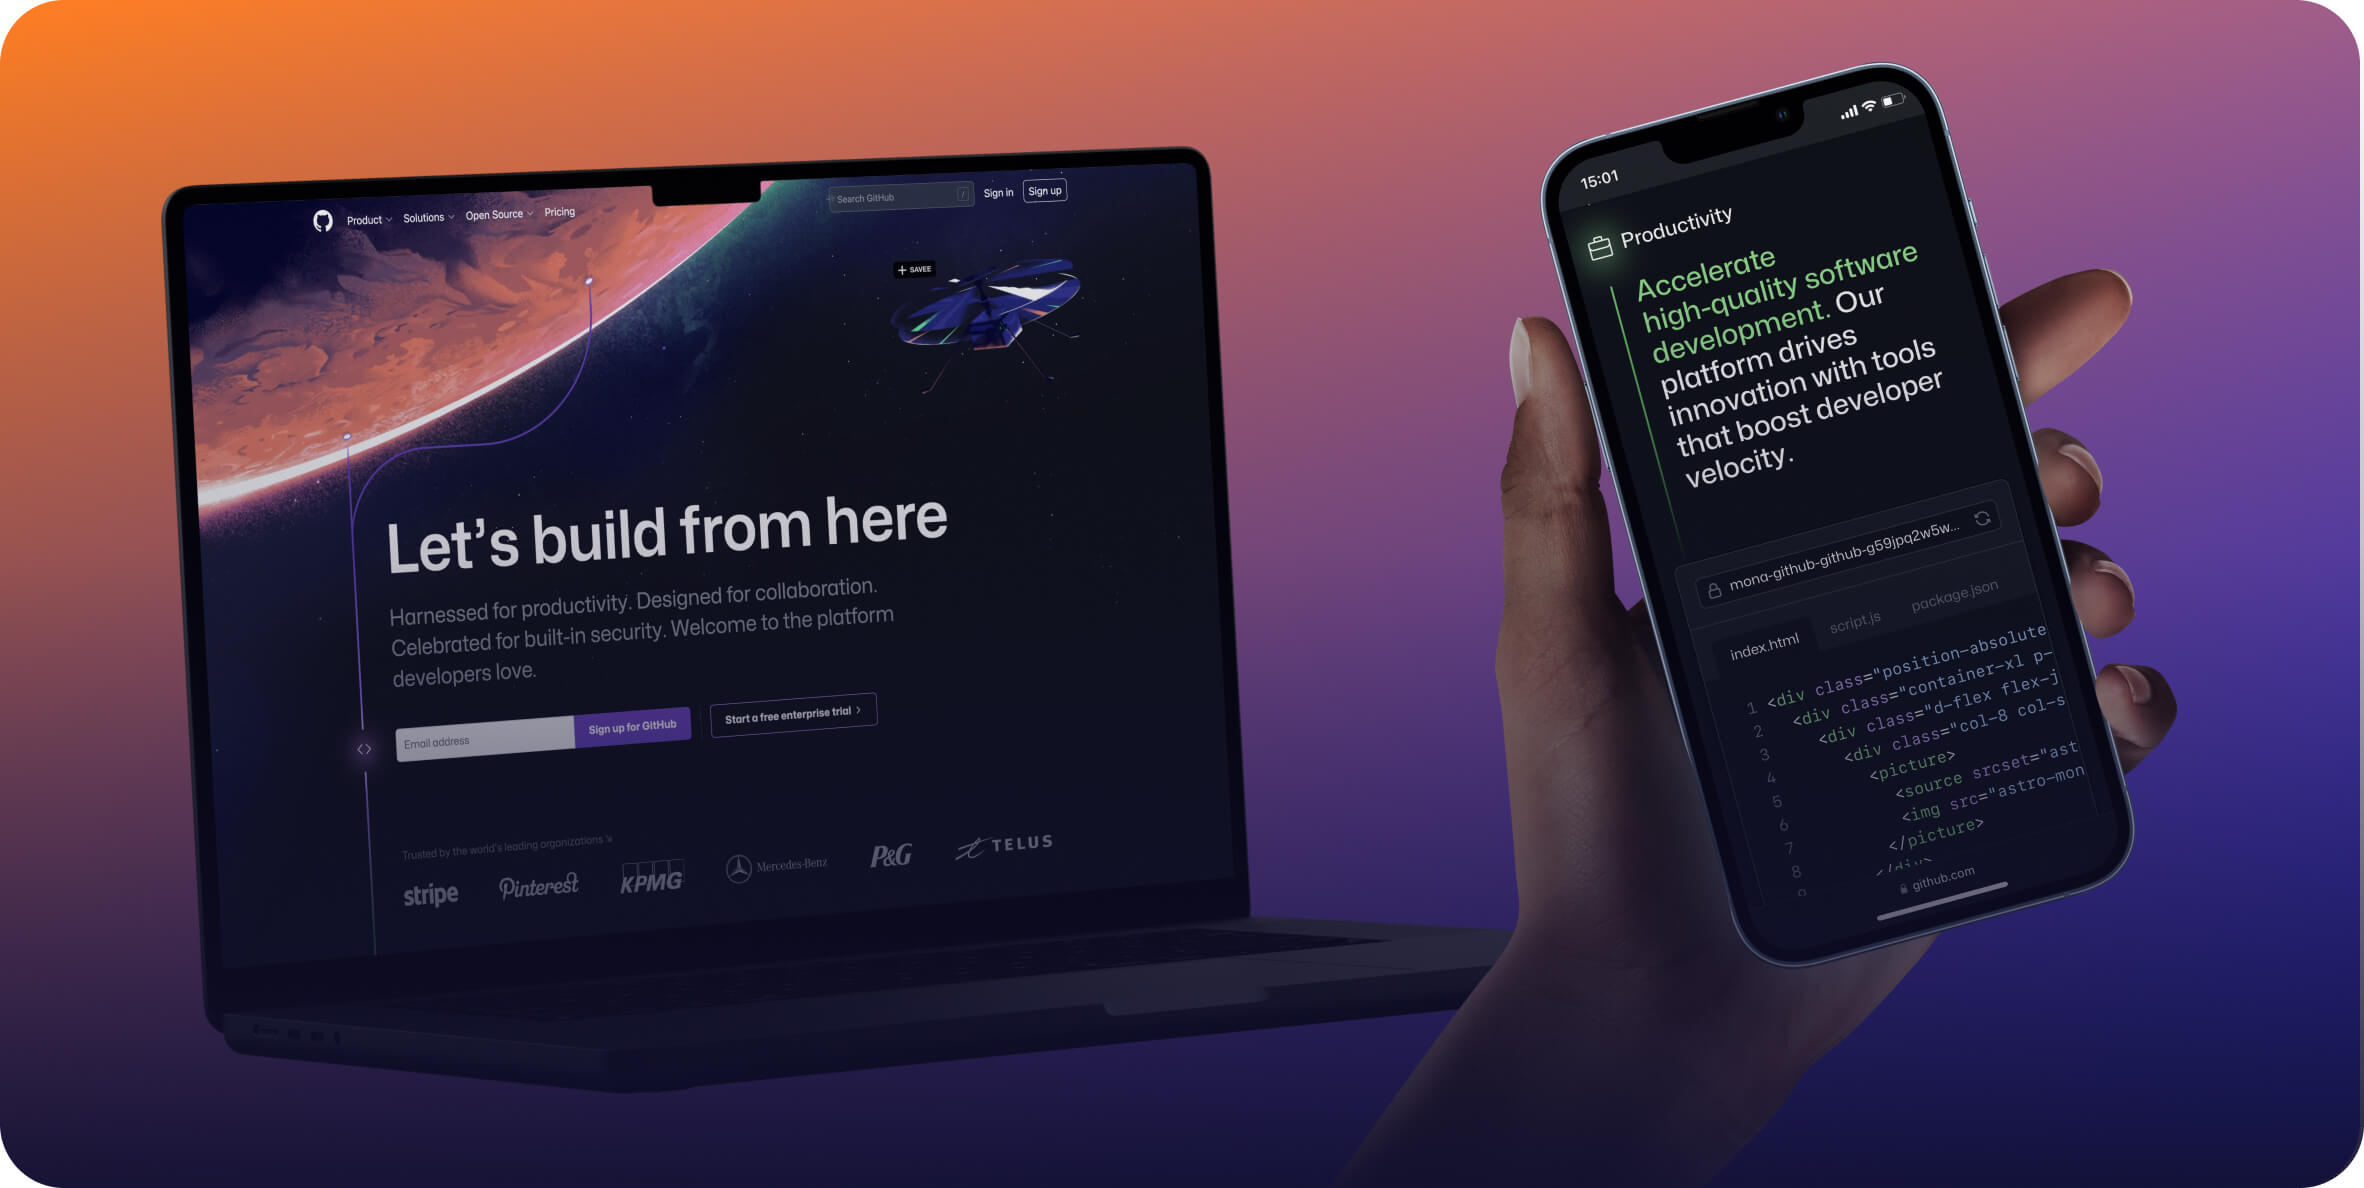 Product
Solutions
Open Source
Pricing
Search GitHub
/
Sign in
Sign up
+ SAVEE
Let's build from here
Harnessed for productivity. Designed for collaboration.
Celebrated for built-in security. Welcome to the platform
developers love.
Email address
Sign up for GitHub
Start a free enterprise trial
<>
Trusted by the world's leading organizations
stripe
Pinterest
KPMG
Mercedes-Benz
P&G
TELUS
15:01
Productivity
Accelerate
high-quality software
development. Our
platform drives
innovation with tools
that boost developer
velocity.
mona-github-github-g59jpq2w5w...
index.html
script.js
package.json
1 <div class="position-absolute
2 <div class="container-xl p-
3 <div class="d-flex flex-j
4 <div class="col-8 col-s
5 <picture>
6 <source srcset="ast
7 <img src="astro-mon
8 </picture>
9 </div>
github.com